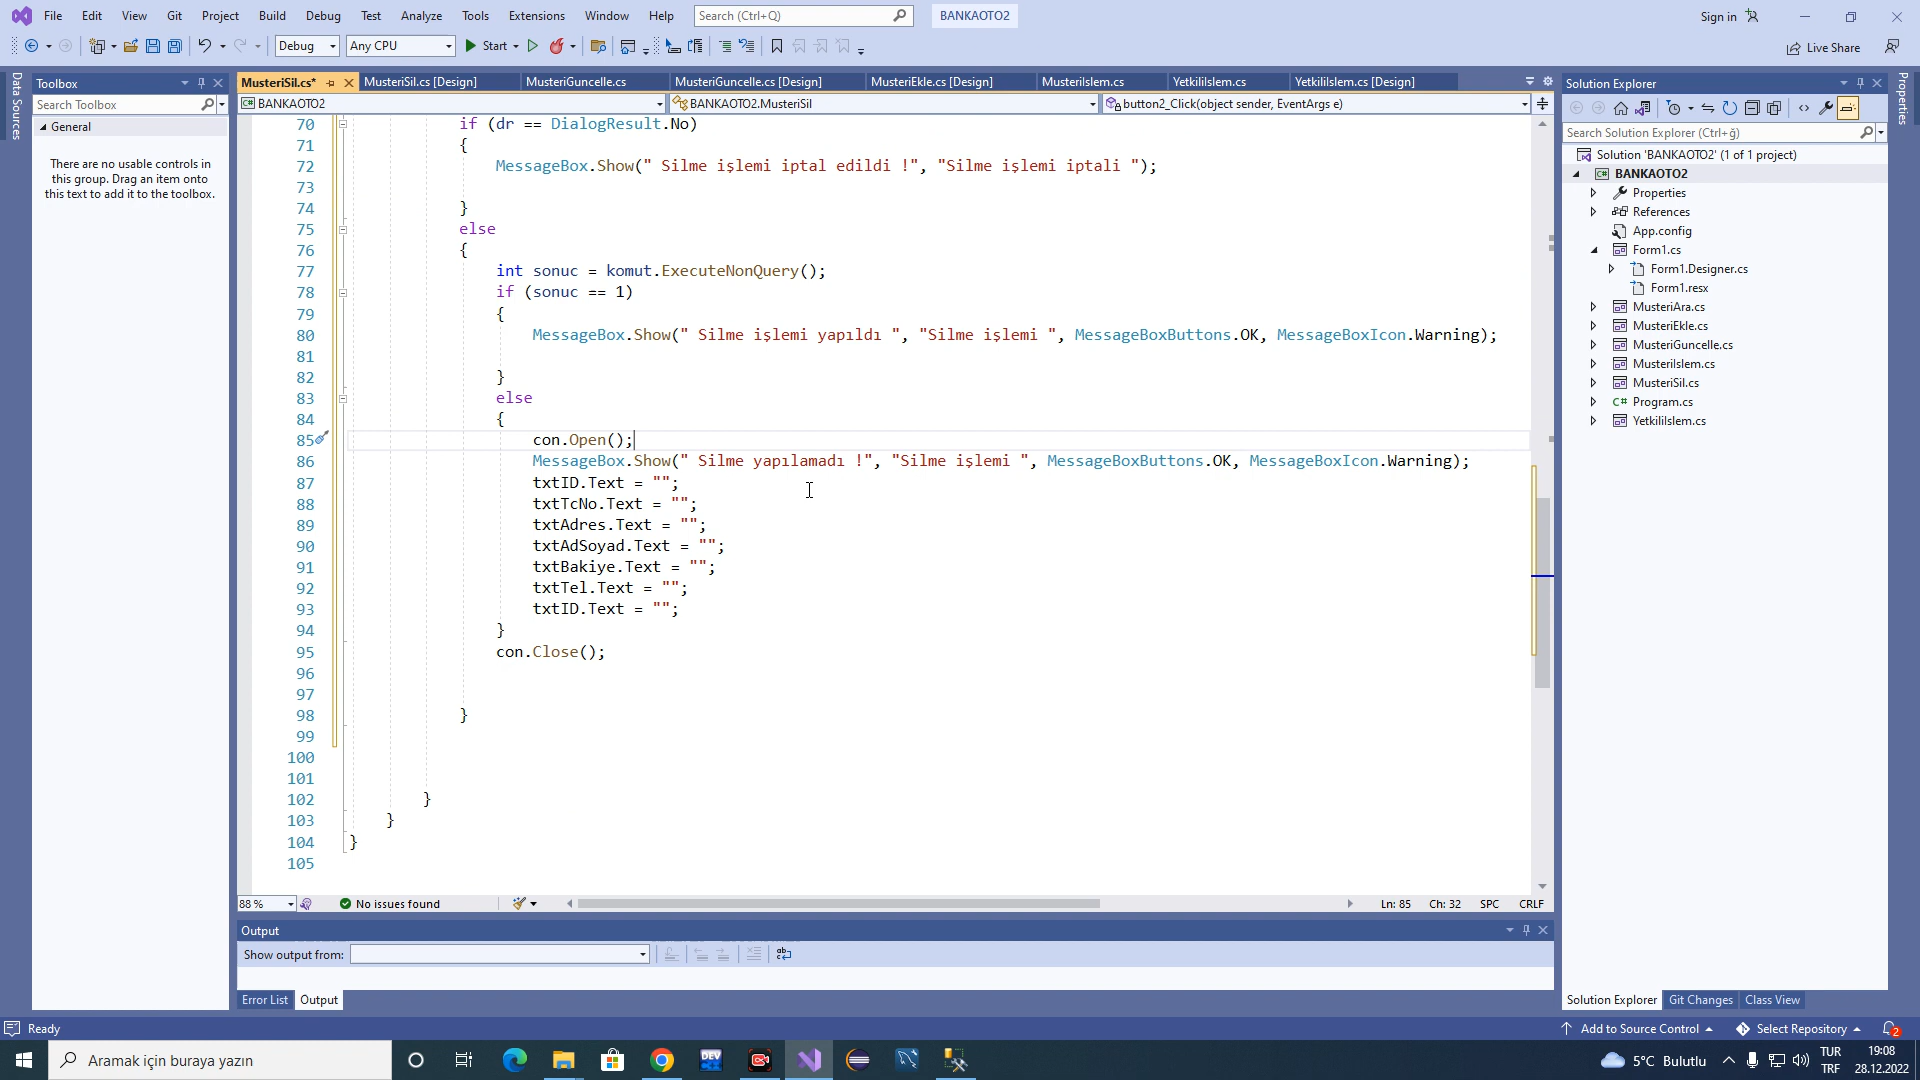 File Edit View Git Project Build Debug Test Analyze Tools Extensions Window Help Search (Ctrl+Q) BANKAOTO2 Sign in
Debug Any CPU Start Live Share
Data Sources
Toolbox
Search Toolbox
General
There are no usable controls in
this group. Drag an item onto
this text to add it to the toolbox.
MusteriSil.cs* MusteriSil.cs [Design] MusteriGuncelle.cs MusteriGuncelle.cs [Design] MusteriEkle.cs [Design] MusteriIslem.cs YetkiliIslem.cs YetkiliIslem.cs [Design]
BANKAOTO2 BANKAOTO2.MusteriSil button2_Click(object sender, EventArgs e)
70 if (dr == DialogResult.No)
71 {
72 MessageBox.Show(" Silme işlemi iptal edildi !", "Silme işlemi iptali ");
73
74 }
75 else
76 {
77 int sonuc = komut.ExecuteNonQuery();
78 if (sonuc == 1)
79 {
80 MessageBox.Show(" Silme işlemi yapıldı ", "Silme işlemi ", MessageBoxButtons.OK, MessageBoxIcon.Warning);
81
82 }
83 else
84 {
85 con.Open();
86 MessageBox.Show(" Silme yapılamadı !", "Silme işlemi ", MessageBoxButtons.OK, MessageBoxIcon.Warning);
87 txtID.Text = "";
88 txtTcNo.Text = "";
89 txtAdres.Text = "";
90 txtAdSoyad.Text = "";
91 txtBakiye.Text = "";
92 txtTel.Text = "";
93 txtID.Text = "";
94 }
95 con.Close();
96
97
98 }
99
100
101
102 }
103 }
104 }
105
88 % No issues found Ln: 85 Ch: 32 SPC CRLF
Output
Show output from:
Error List Output
Solution Explorer
Search Solution Explorer (Ctrl+ğ)
Solution 'BANKAOTO2' (1 of 1 project)
BANKAOTO2
Properties
References
App.config
Form1.cs
Form1.Designer.cs
Form1.resx
MusteriAra.cs
MusteriEkle.cs
MusteriGuncelle.cs
MusteriIslem.cs
MusteriSil.cs
C# Program.cs
YetkiliIslem.cs
Solution Explorer Git Changes Class View
Properties
Ready Add to Source Control Select Repository 2
Aramak için buraya yazın DEV 5°C Bulutlu TUR TRF 19:08 28.12.2022